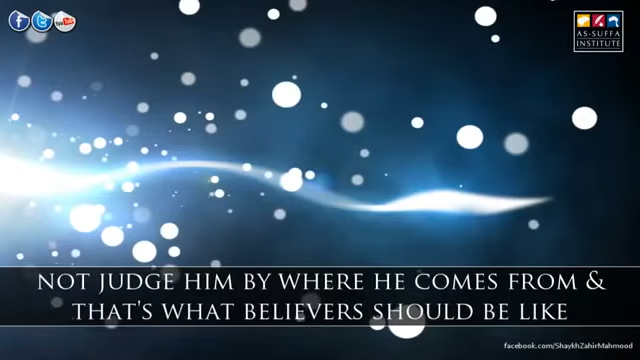 AS-SUFFA
INSTITUTE
NOT JUDGE HIM BY WHERE HE COMES FROM &
THAT'S WHAT BELIEVERS SHOULD BE LIKE
facebook.com/ShaykhZahirMahmood